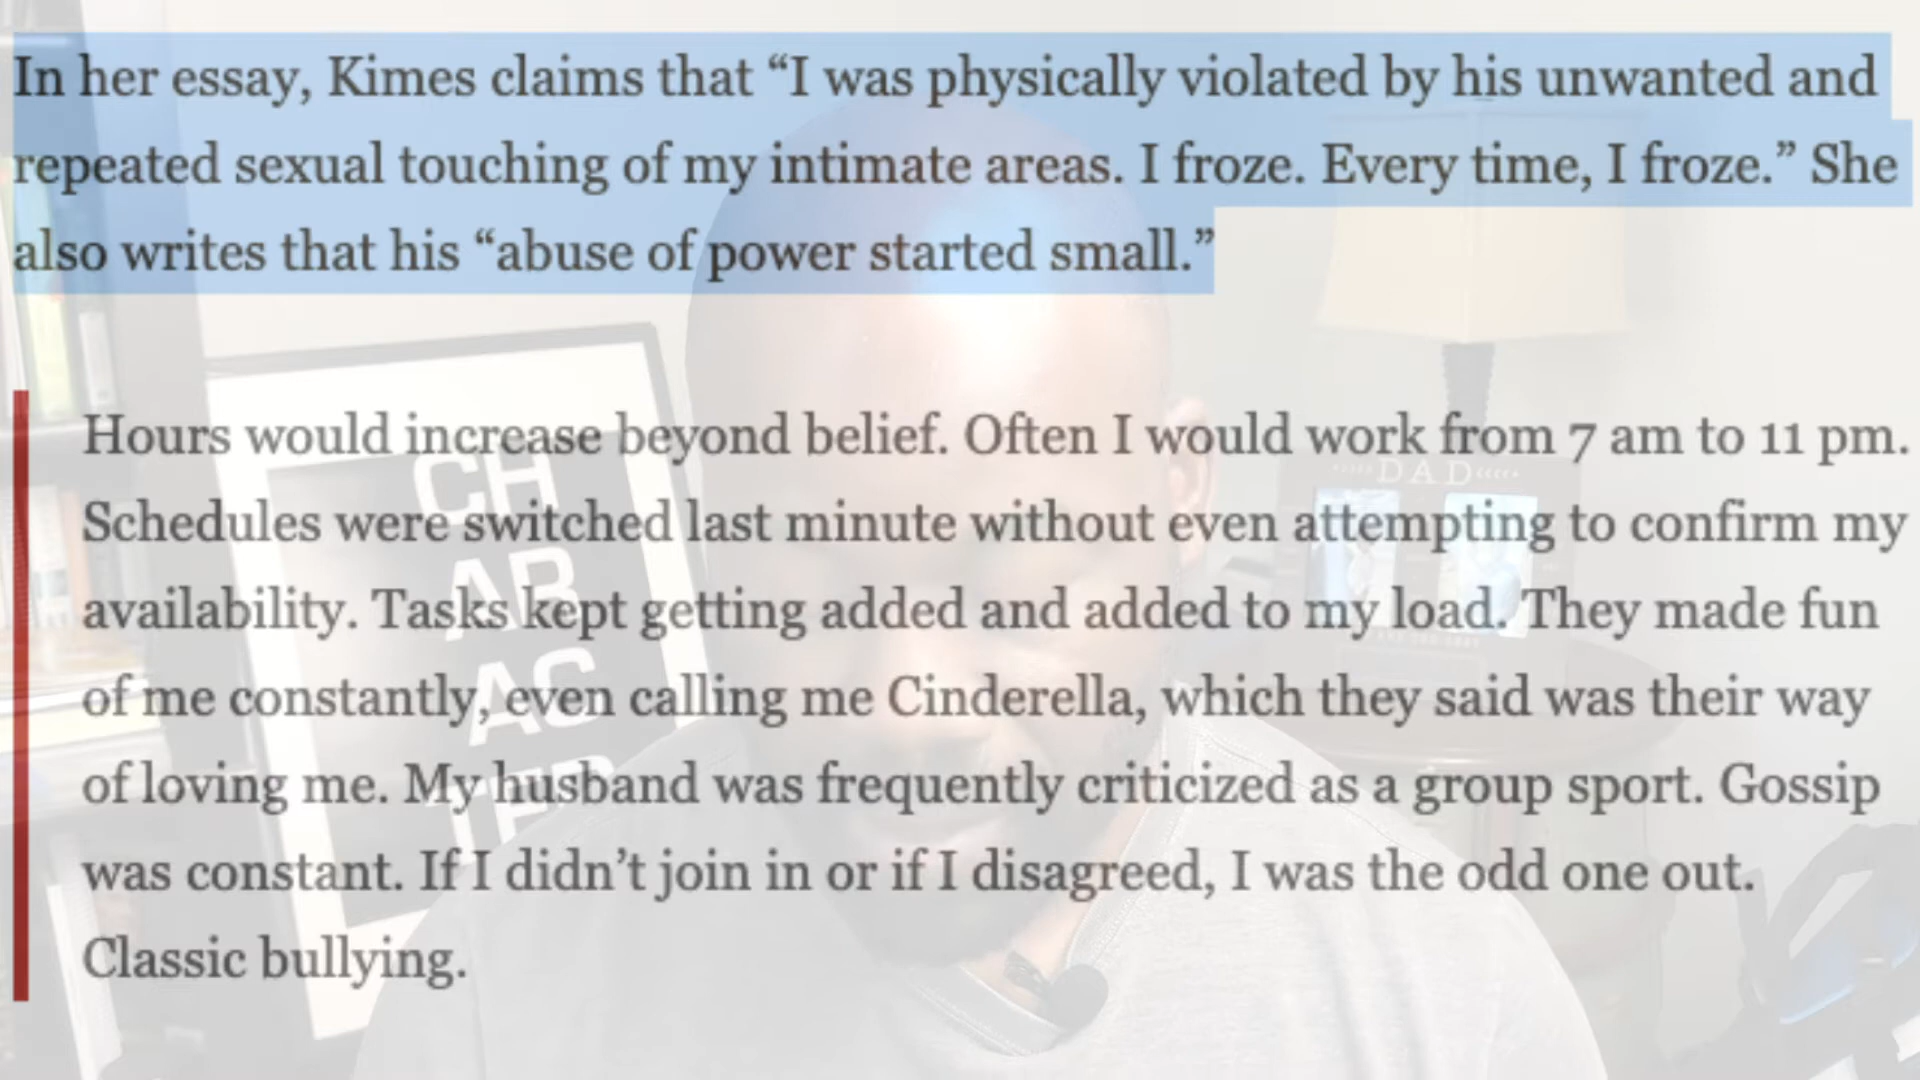 In her essay, Kimes claims that “I was physically violated by his unwanted and
repeated sexual touching of my intimate areas. I froze. Every time, I froze.” She
also writes that his “abuse of power started small.”
Hours would increase beyond belief. Often I would work from 7 am to 11 pm.
Schedules were switched last minute without even attempting to confirm my
availability. Tasks kept getting added and added to my load. They made fun
of me constantly, even calling me Cinderella, which they said was their way
of loving me. My husband was frequently criticized as a group sport. Gossip
was constant. If I didn’t join in or if I disagreed, I was the odd one out.
Classic bullying.
CH
AR
AC
TER
DAD